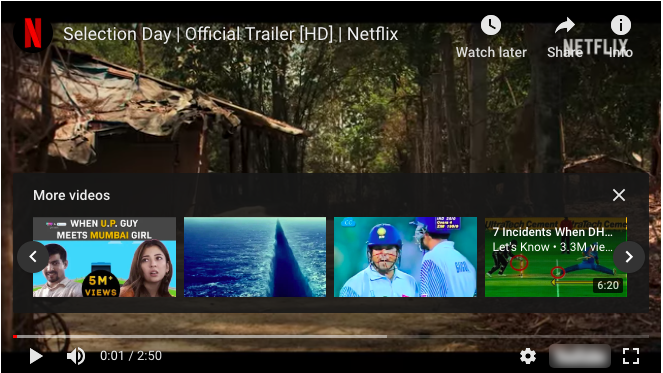 Selection Day | Official Trailer [HD] | Netflix
Watch later
Share
Info
NETFLIX
More videos
WHEN U.P. GUY
MEETS MUMBAI GIRL
5M+
VIEWS
7 Incidents When DH...
Let's Know • 3.3M vie...
6:20
0:01 / 2:50